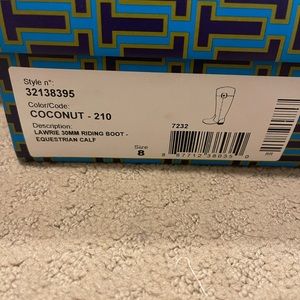 Style n°:
32138395
Color/Code:
COCONUT - 210
Description:
LAWRIE 30MM RIDING BOOT -
EQUESTRIAN CALF
7232
Size
8